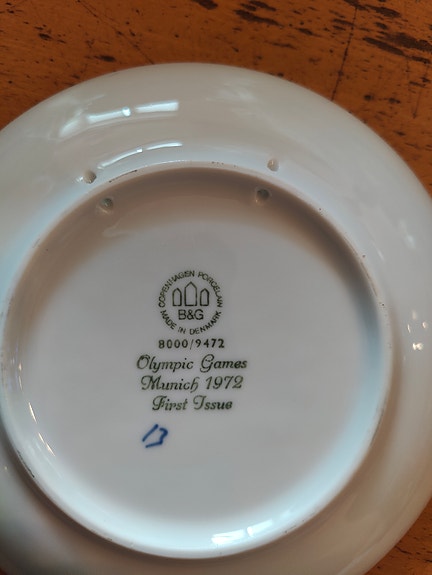 COPENHAGEN PORCELAIN
B&G
MADE IN DENMARK
8000/9472
Olympic Games
Munich 1972
First Issue
13